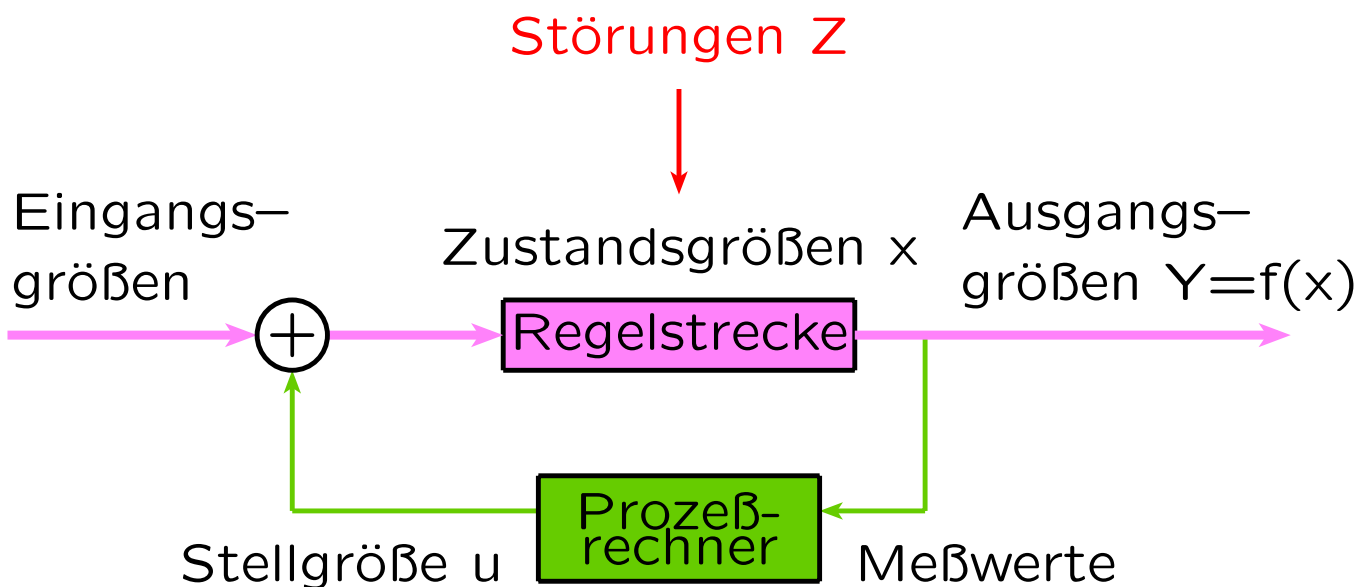 Störungen Z
Eingangs–
größen
Zustandsgrößen x
Ausgangs–
größen Y=f(x)
+
Regelstrecke
Prozeß-
rechner
Stellgröße u
Meßwerte